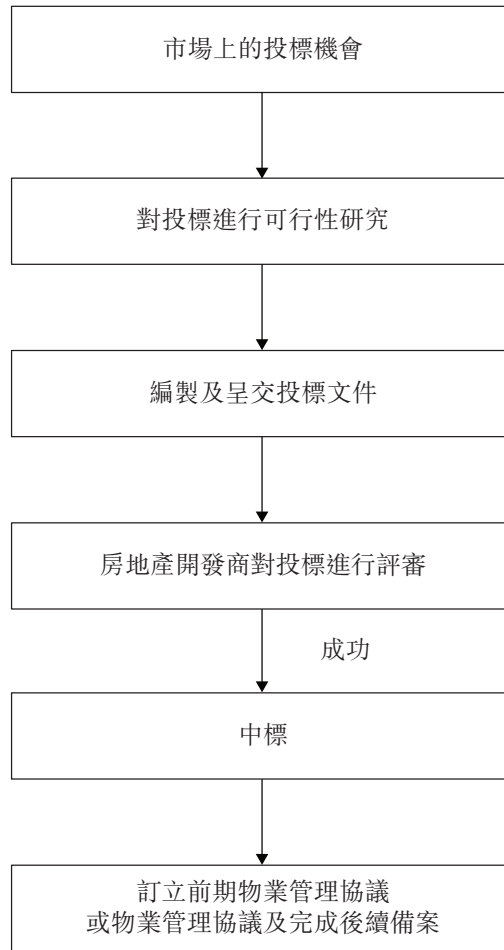 市場上的投標機會
對投標進行可行性研究
編製及呈交投標文件
房地產開發商對投標進行評審
成功
中標
訂立前期物業管理協議
或物業管理協議及完成後續備案